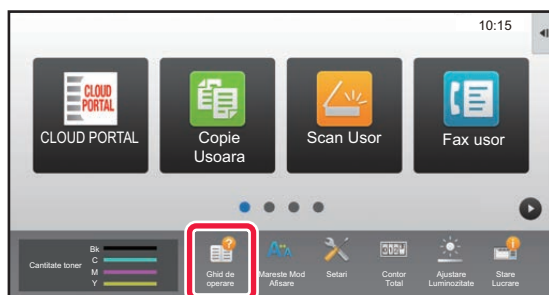 10:15
CLOUD
PORTAL
CLOUD PORTAL
Copie
Usoara
Scan Usor
Fax usor
Cantitate toner
Bk
C
M
Y
Ghid de
operare
Mareste Mod
Afisare
Setari
Contor
Total
Ajustare
Luminozitate
Stare
Lucrare